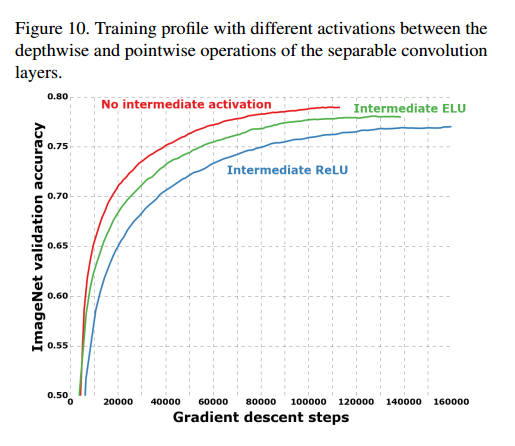 Figure 10. Training profile with different activations between the
depthwise and pointwise operations of the separable convolution
layers.
0.80
No intermediate activation
Intermediate ELU
0.75
Intermediate ReLU
0.70
0.65
0.60
0.55
0.50
ImageNet validation accuracy
0 20000 40000 60000 80000 100000 120000 140000 160000
Gradient descent steps